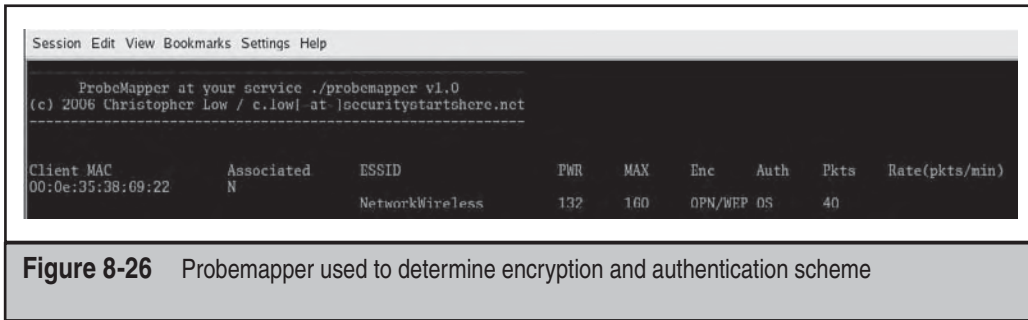 Session Edit View Bookmarks Settings Help
ProbeMapper at your service ./probemapper v1.0
(c) 2006 Christopher Low / c.low[-at-]securitystartshere.net
Client MAC Associated ESSID PWR MAX Enc Auth Pkts Rate(pkts/min)
00:0e:35:38:69:22 N
NetworkWireless 132 160 OPN/WEP OS 40
Figure 8-26 Probemapper used to determine encryption and authentication scheme